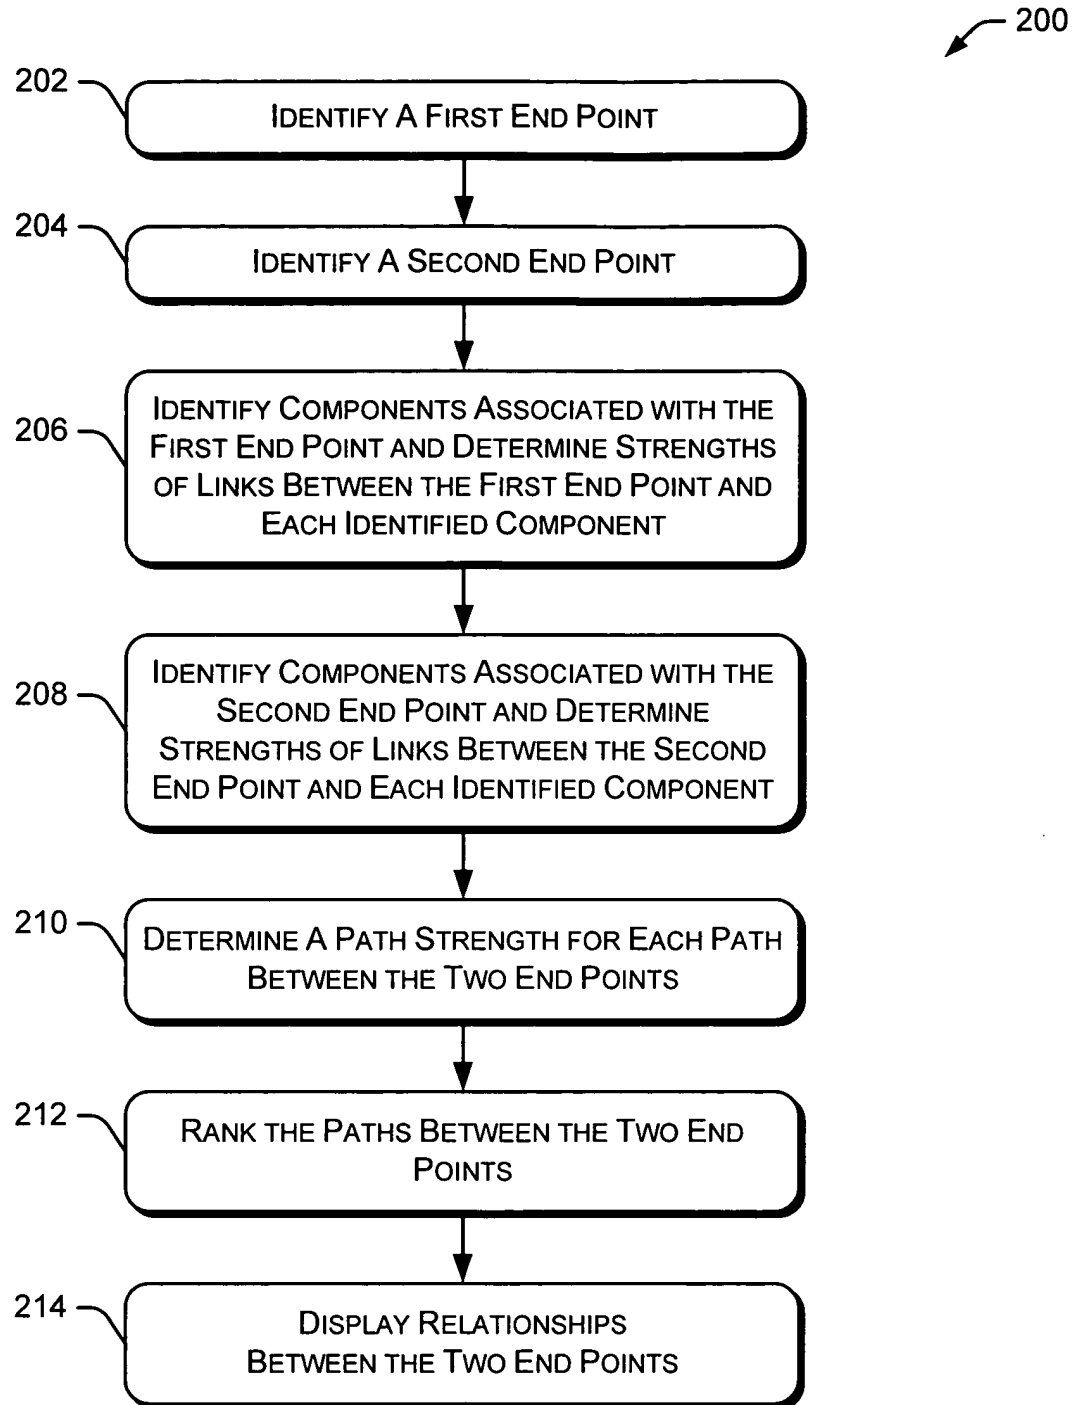 200
202
IDENTIFY A FIRST END POINT
204
IDENTIFY A SECOND END POINT
206
IDENTIFY COMPONENTS ASSOCIATED WITH THE
FIRST END POINT AND DETERMINE STRENGTHS
OF LINKS BETWEEN THE FIRST END POINT AND
EACH IDENTIFIED COMPONENT
208
IDENTIFY COMPONENTS ASSOCIATED WITH THE
SECOND END POINT AND DETERMINE
STRENGTHS OF LINKS BETWEEN THE SECOND
END POINT AND EACH IDENTIFIED COMPONENT
210
DETERMINE A PATH STRENGTH FOR EACH PATH
BETWEEN THE TWO END POINTS
212
RANK THE PATHS BETWEEN THE TWO END
POINTS
214
DISPLAY RELATIONSHIPS
BETWEEN THE TWO END POINTS